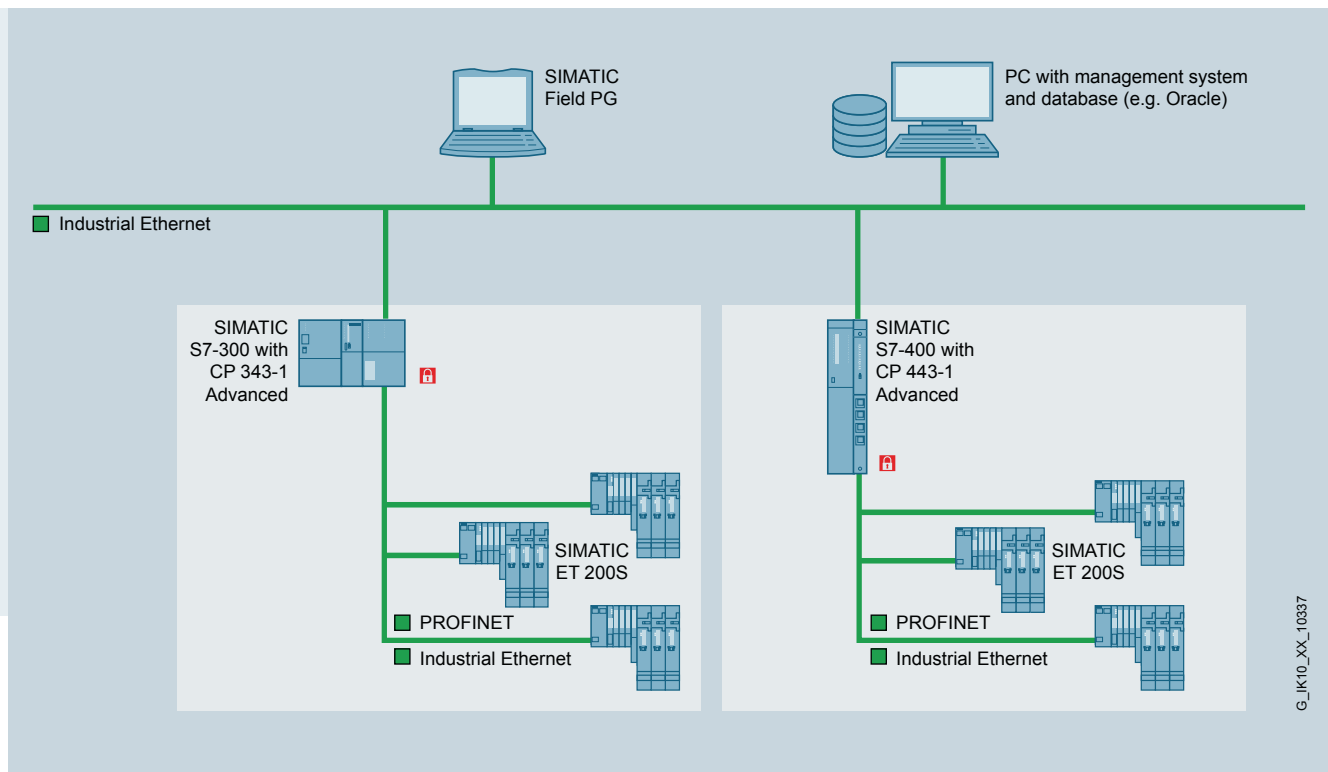 SIMATIC
Field PG
PC with management system
and database (e.g. Oracle)
Industrial Ethernet
SIMATIC
S7-300 with
CP 343-1
Advanced
SIMATIC
ET 200S
PROFINET
Industrial Ethernet
SIMATIC
S7-400 with
CP 443-1
Advanced
SIMATIC
ET 200S
PROFINET
Industrial Ethernet
G_IK10_XX_10337